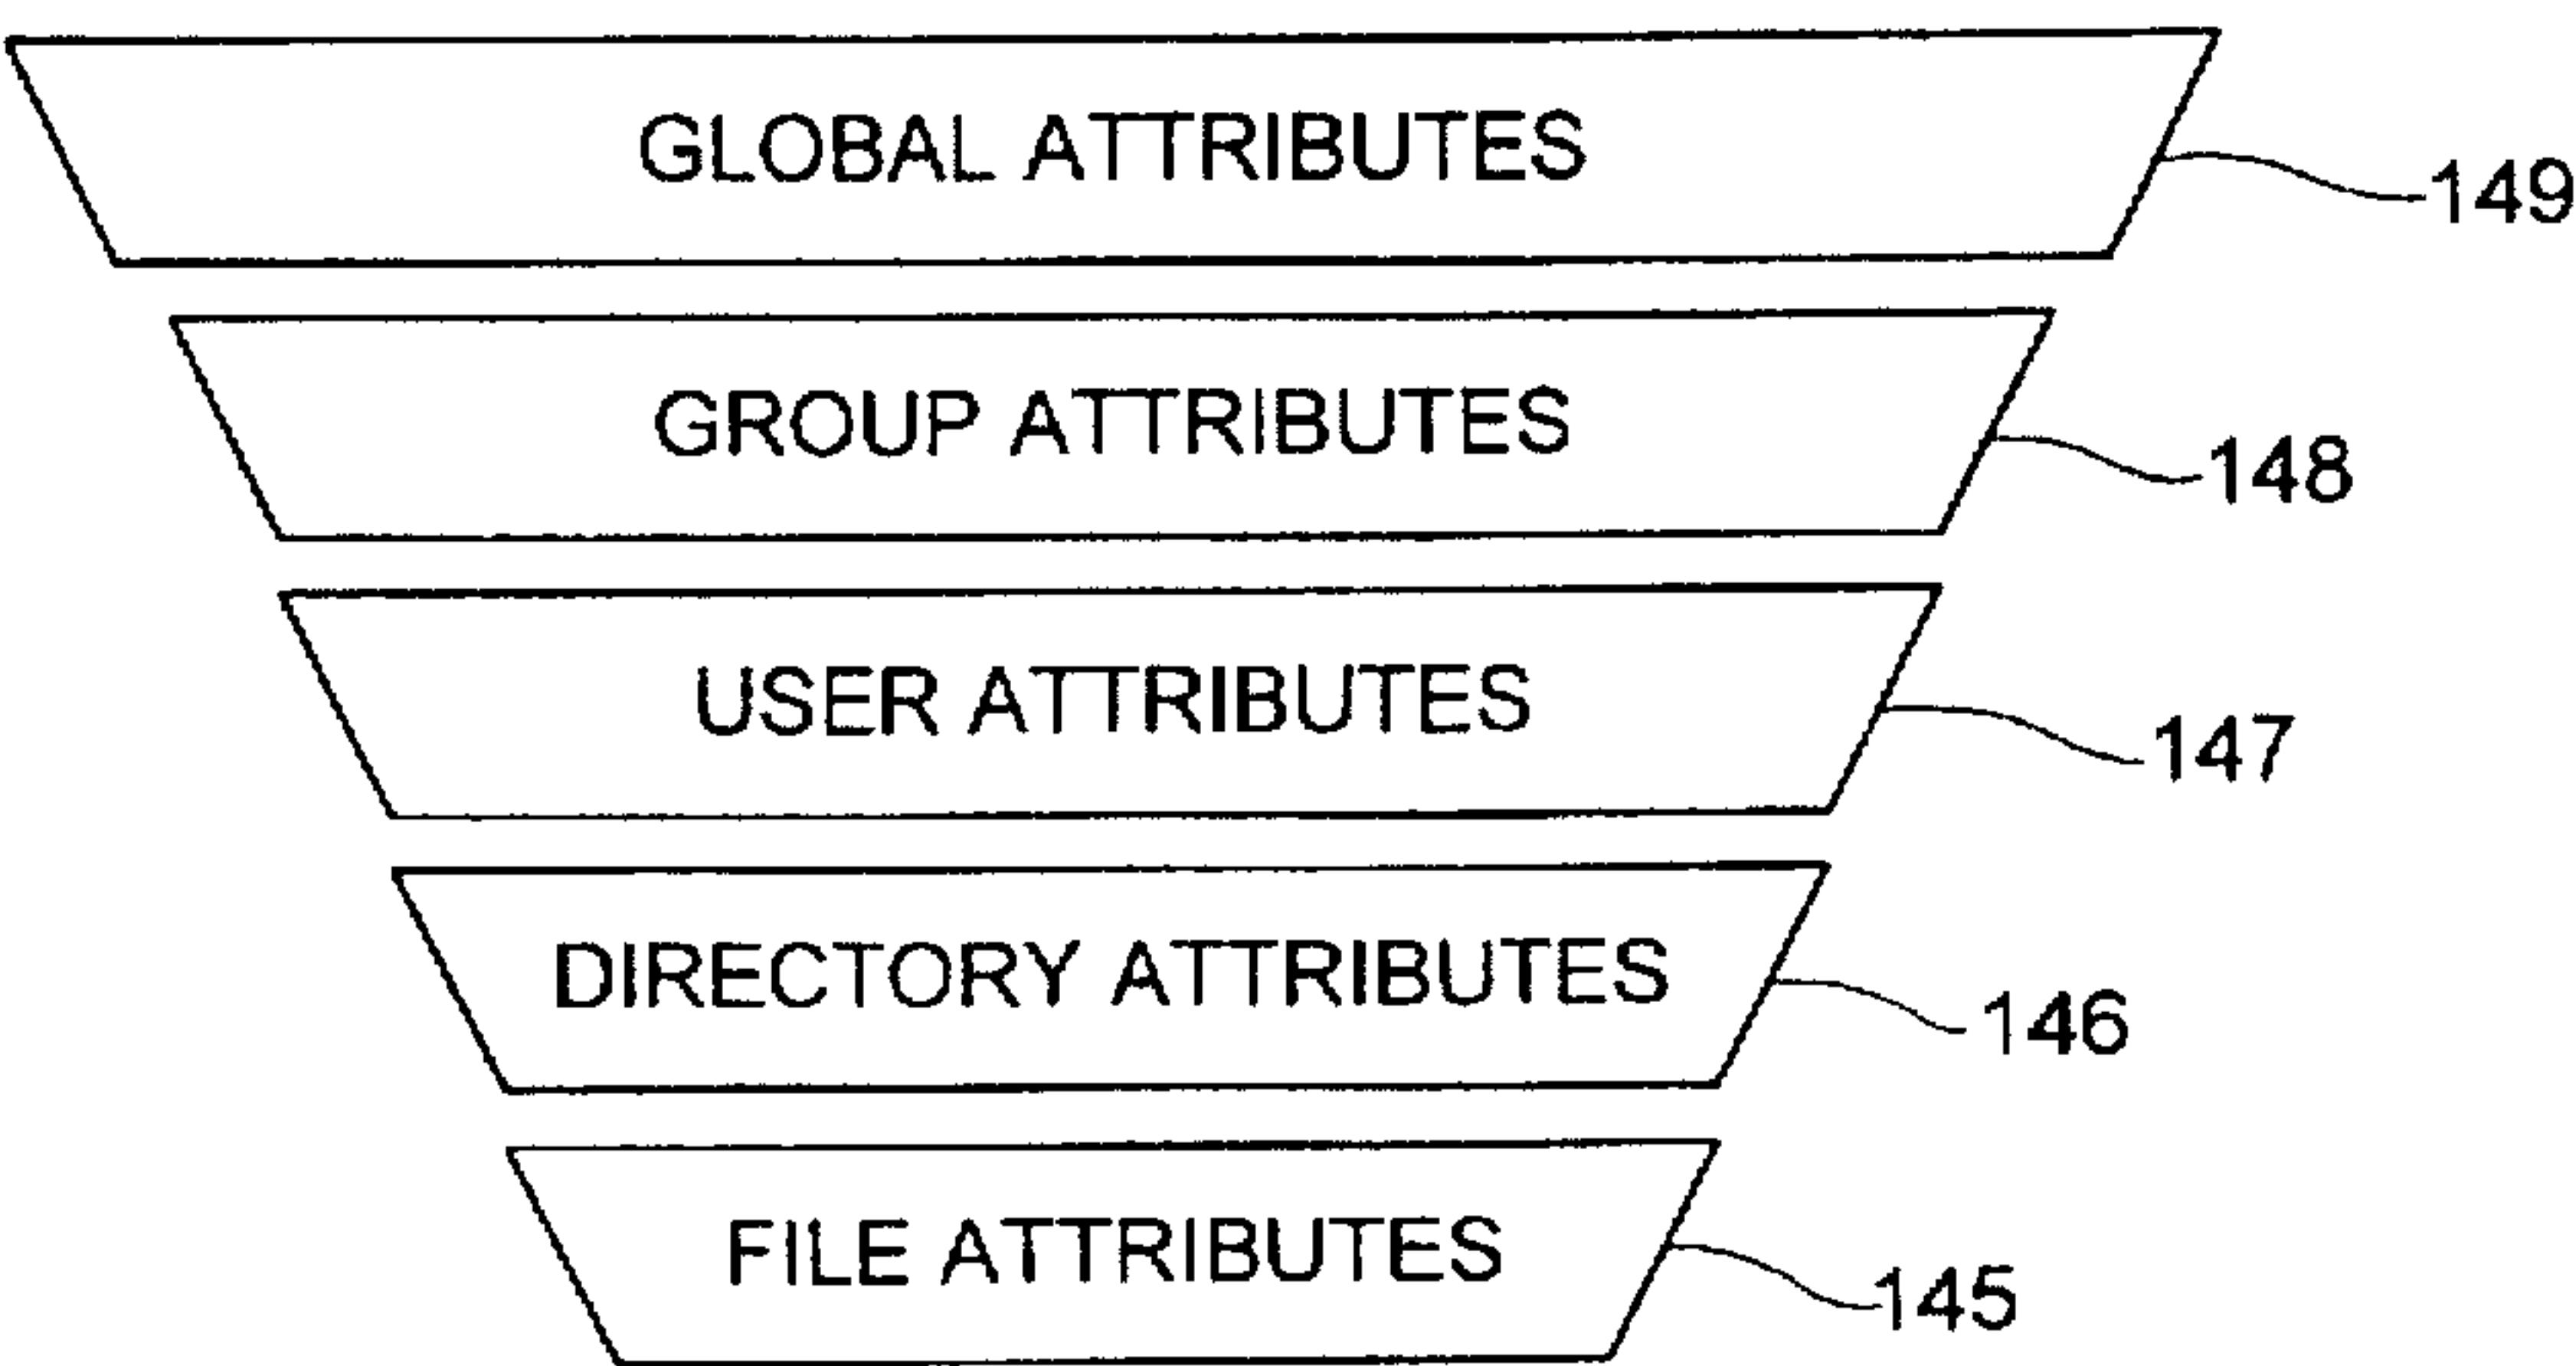 GLOBAL ATTRIBUTES
149
GROUP ATTRIBUTES
148
USER ATTRIBUTES
147
DIRECTORY ATTRIBUTES
146
FILE ATTRIBUTES
145